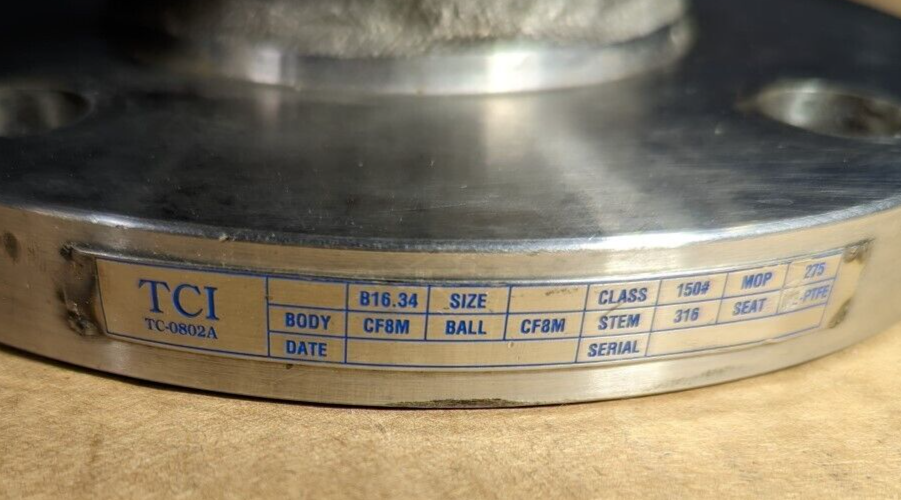 TCI
TC-0802A
B16.34 SIZE CLASS 150# MOP 275
BODY CF8M BALL CF8M STEM 316 SEAT -PTFE
DATE SERIAL